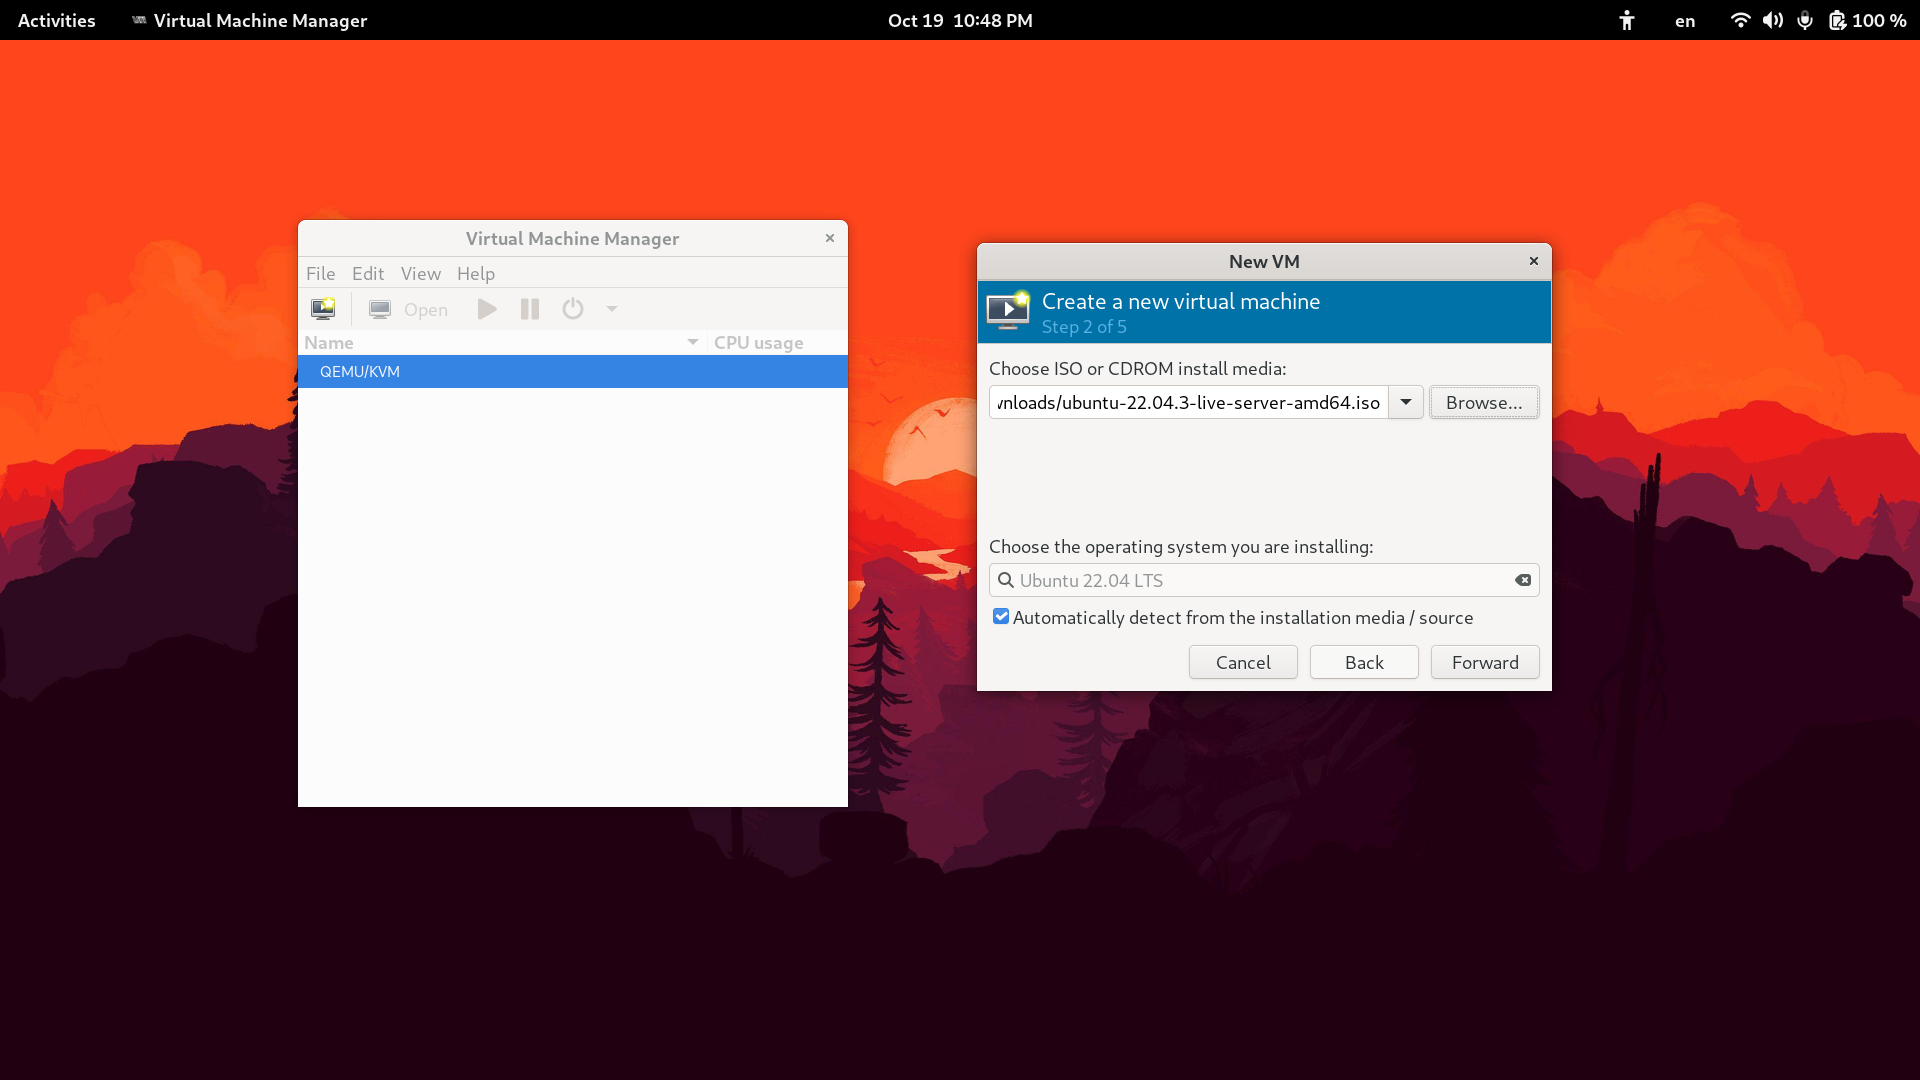 Activities Virtual Machine Manager Oct 19 10:48 PM en 100 %
Virtual Machine Manager
File Edit View Help
Open
Name CPU usage
QEMU/KVM
New VM
Create a new virtual machine
Step 2 of 5
Choose ISO or CDROM install media:
wnloads/ubuntu-22.04.3-live-server-amd64.iso Browse...
Choose the operating system you are installing:
Ubuntu 22.04 LTS
Automatically detect from the installation media / source
Cancel Back Forward